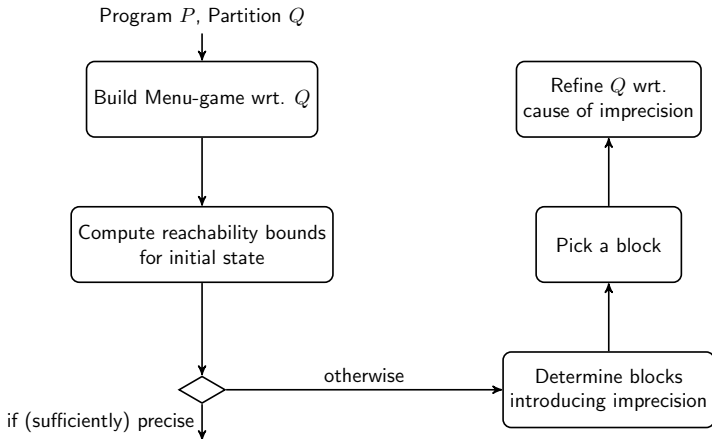 Program P, Partition Q
Build Menu-game wrt. Q
Compute reachability bounds
for initial state
if (sufficiently) precise
otherwise
Determine blocks
introducing imprecision
Pick a block
Refine Q wrt.
cause of imprecision